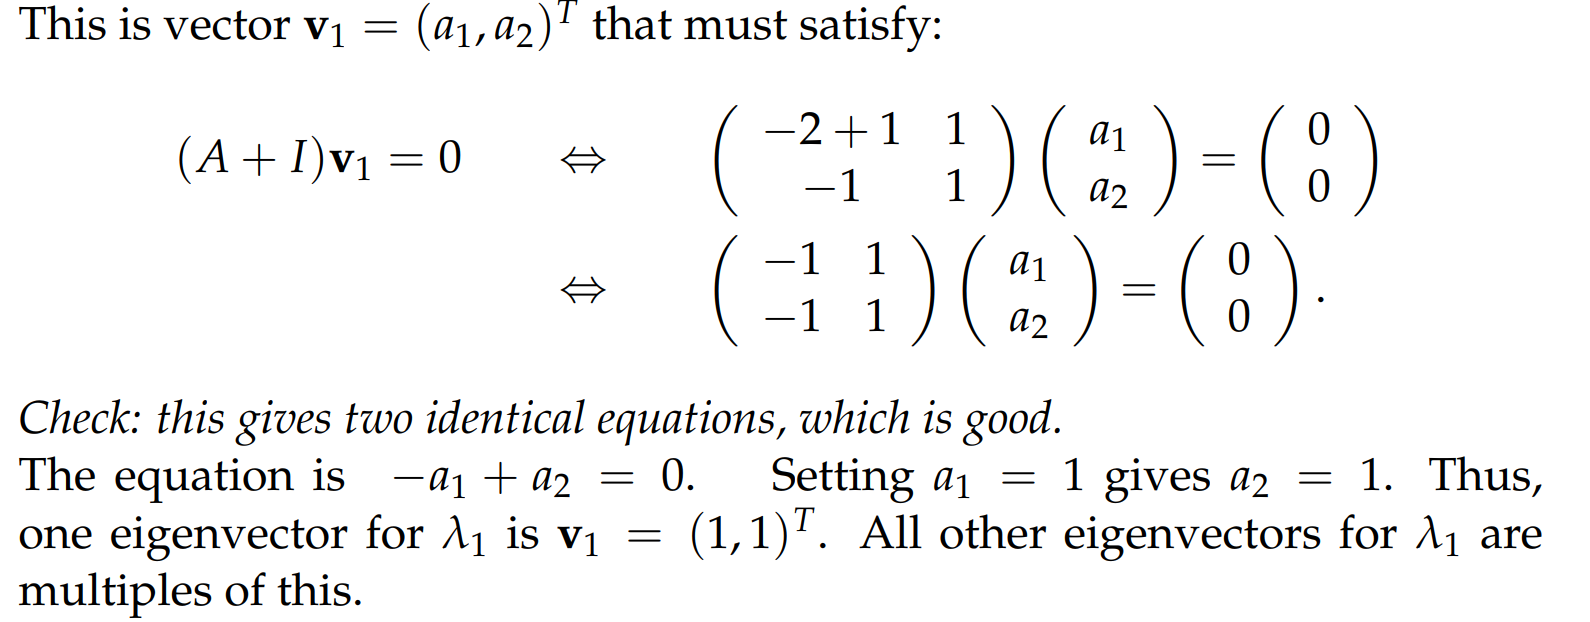 This is vector v₁ = (a₁, a₂)ᵀ that must satisfy:
(A + I)v₁ = 0 ⇔ ( −2 + 1 1 ; −1 1 ) ( a₁ ; a₂ ) = ( 0 ; 0 )
⇔ ( −1 1 ; −1 1 ) ( a₁ ; a₂ ) = ( 0 ; 0 ) .
Check: this gives two identical equations, which is good.
The equation is −a₁ + a₂ = 0. Setting a₁ = 1 gives a₂ = 1. Thus,
one eigenvector for λ₁ is v₁ = (1, 1)ᵀ. All other eigenvectors for λ₁ are
multiples of this.